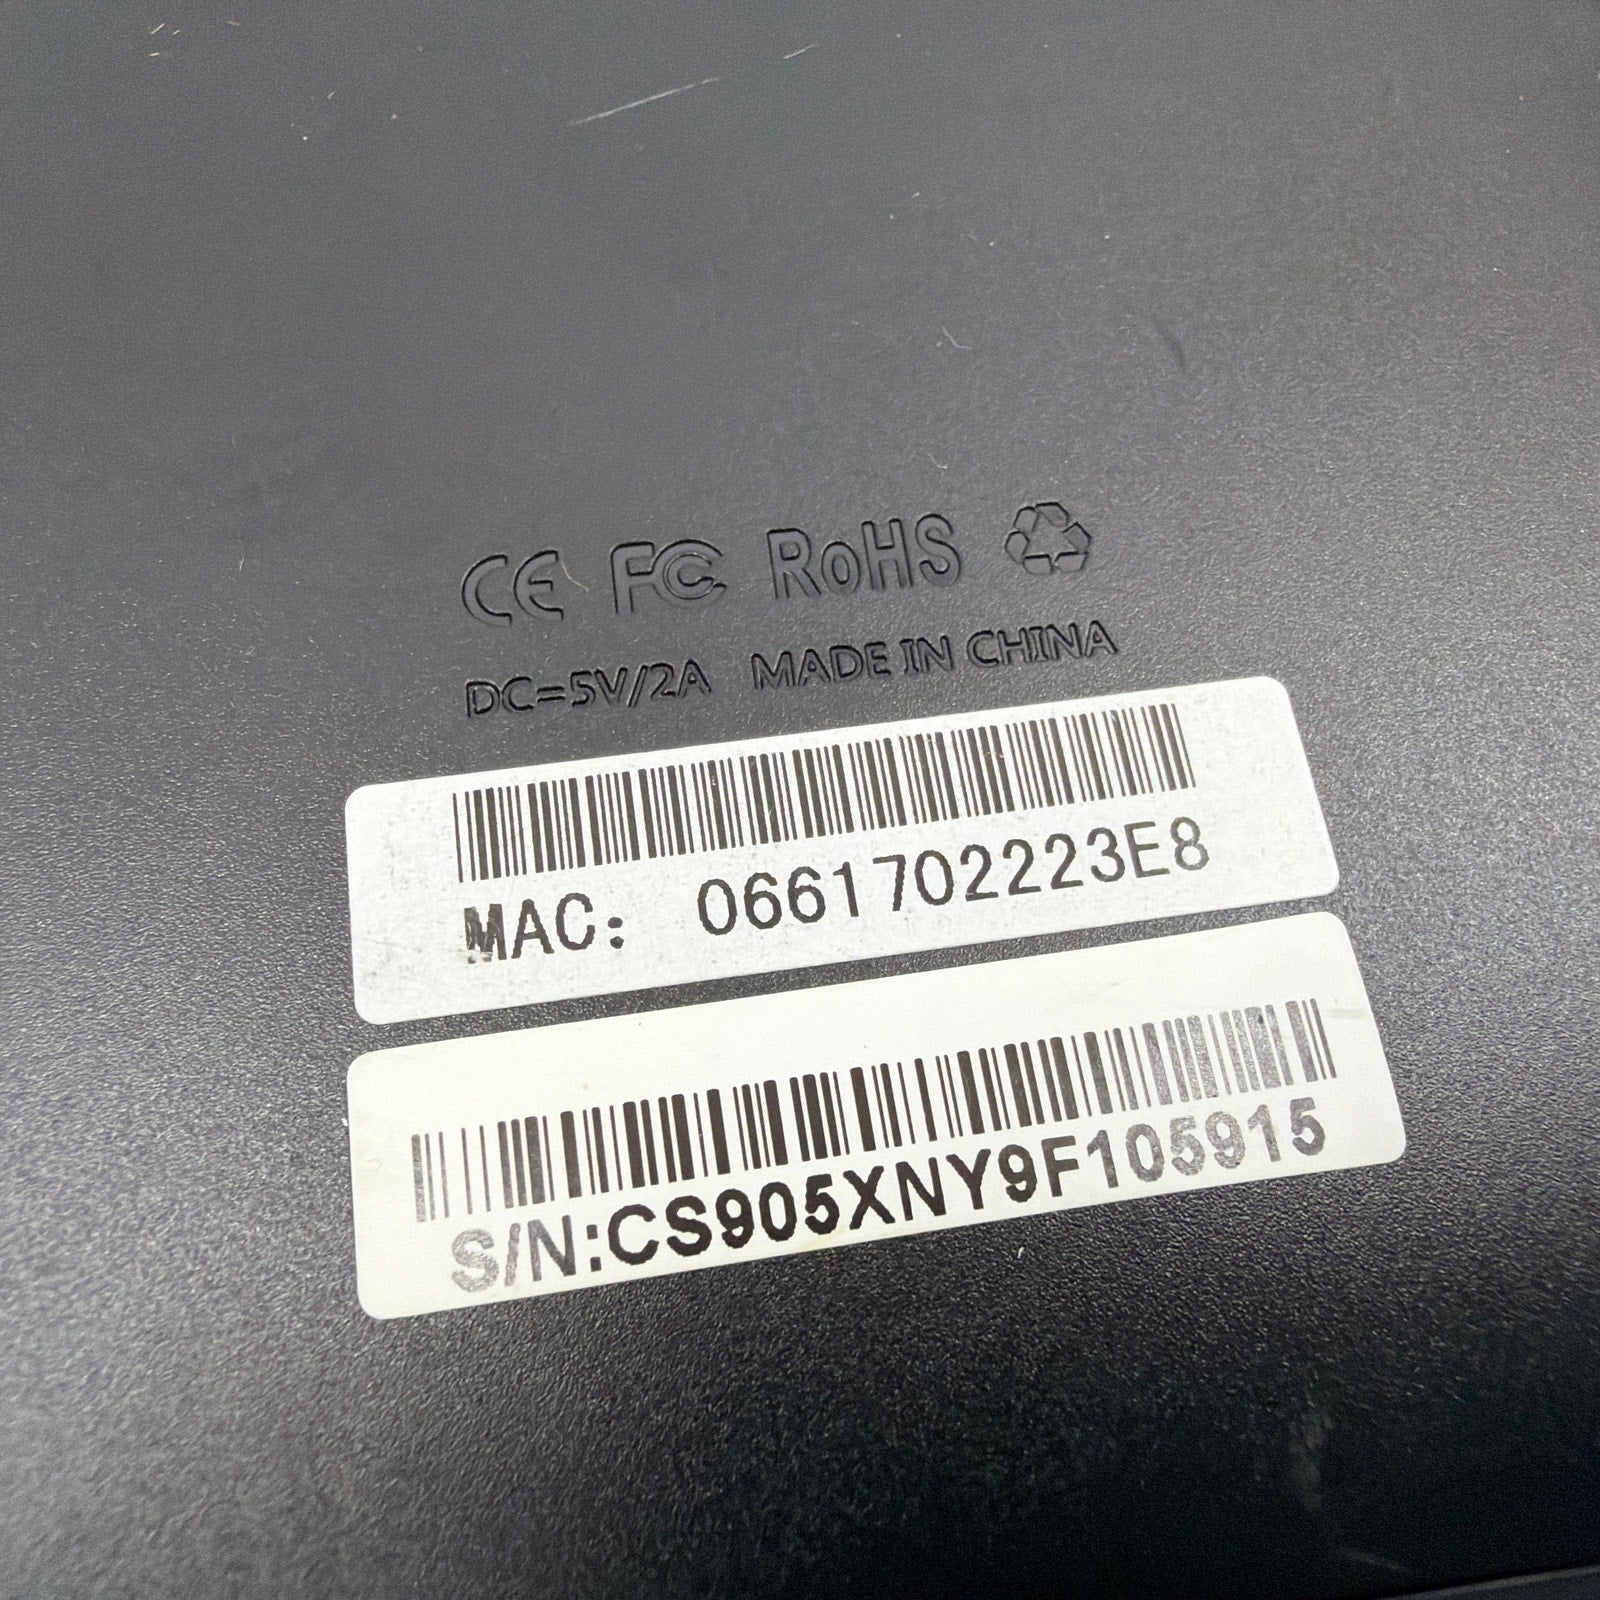 CE FC RoHS
DC=5V/2A MADE IN CHINA
MAC: 0661702223E8
S/N:CS905XNY9F105915